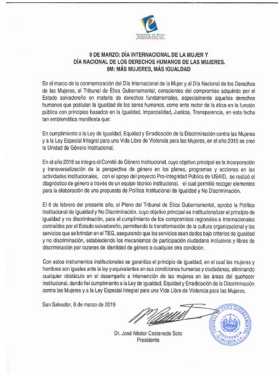 8 DE MARZO: DÍA INTERNACIONAL DE LA MUJER Y
DÍA NACIONAL DE LOS DERECHOS HUMANOS DE LAS MUJERES.
8M: MÁS MUJERES, MÁS IGUALDAD
En el marco de la conmemoración del Día Internacional de la Mujer y el Día Nacional de los Derechos
de las Mujeres, el Tribunal de Ética Gubernamental, conscientes del compromiso adquirido por el
Estado salvadoreño en materia de derechos fundamentales, especialmente aquellos derechos
humanos que postulan la igualdad de los seres humanos, como ente rector de la ética en la función
pública con principios basados en la Igualdad, Imparcialidad, Justicia, Transparencia, en esta fecha
tan emblemática manifiesta que:
En cumplimiento a la Ley de Igualdad, Equidad y Erradicación de la Discriminación contra las Mujeres
y a la Ley Especial Integral para una Vida Libre de Violencia para las Mujeres, en el año 2015 se creó
la Unidad de Género Institucional.
En el año 2018 se integra el Comité de Género Institucional, cuyo objetivo principal es la incorporación
y transversalización de la perspectiva de género en los planes, programas y acciones en las
actividades institucionales, con el apoyo del proyecto Pro-Integridad Pública de USAID, se realizó el
diagnóstico de género a través de un equipo técnico institucional, el cual permitió recoger elementos
para la elaboración de una propuesta de Política Institucional de Igualdad y No Discriminación.
El 6 de febrero del presente año, el Pleno del Tribunal de Ética Gubernamental, aprobó la Política
Institucional de Igualdad y No Discriminación, cuyo objetivo principal es institucionalizar el principio de
igualdad y no discriminación, para el cumplimiento de los compromisos regionales e internacionales
contraídos por el Estado salvadoreño, permitiendo la transformación de la cultura organizacional y los
servicios que se brindan en el TEG, asegurando que los servicios sean dados bajo criterios de igualdad
y no discriminación, estableciendo los mecanismos de participación ciudadana inclusivos y libres de
discriminación por razones de identidad de género o cualquier otra condición.
Con estos instrumentos institucionales se garantiza el principio de igualdad, en el cual las mujeres y
hombres son iguales ante la ley y equivalentes en sus condiciones humanas y ciudadanas, eliminando
cualquier obstáculo en el desempeño e intervención de las mujeres en las áreas del quehacer
institucional, dando fiel cumplimiento a la Ley de Igualdad, Equidad y Erradicación de la Discriminación
contra las Mujeres y a la Ley Especial Integral para una Vida Libre de Violencia para las Mujeres.
San Salvador, 9 de marzo de 2019
Dr. José Néstor Castaneda Soto
Presidente